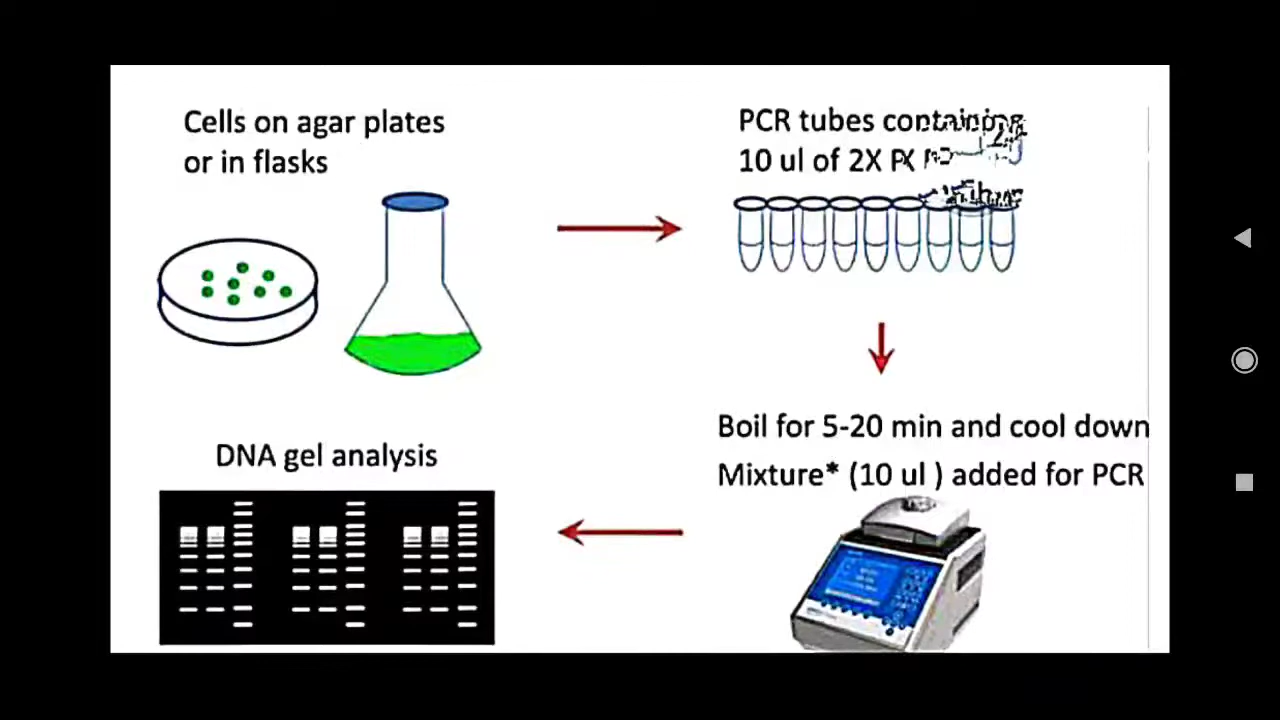 Cells on agar plates
or in flasks
PCR tubes containing
10 ul of 2X
Boil for 5-20 min and cool down
Mixture* (10 ul ) added for PCR
DNA gel analysis